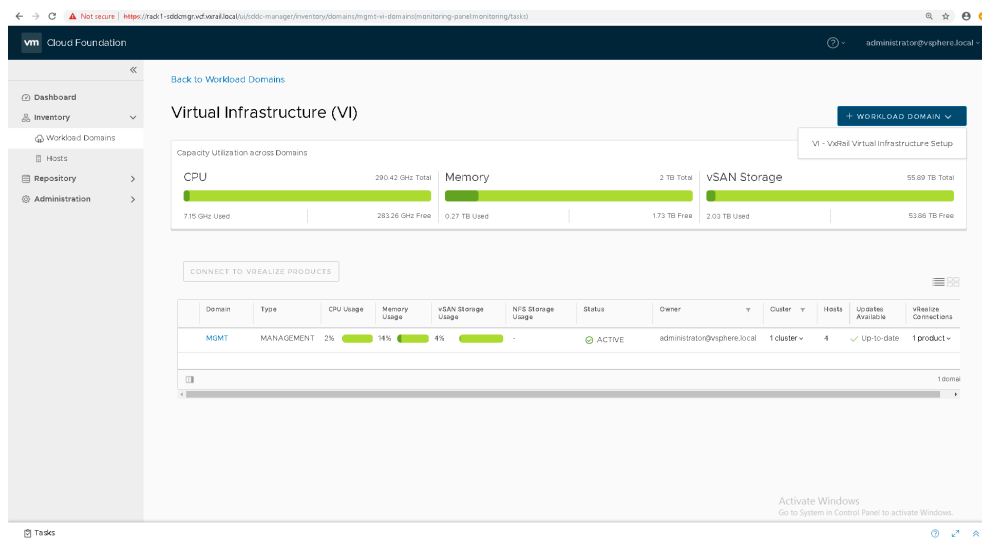 Not secure | https://rack1-sddcmgr.vcf.vxrail.local/ui/sddc-manager/inventory/domains/mgmt-vi-domains(monitoring-panel:monitoring/tasks)
vm Cloud Foundation
administrator@vsphere.local
Back to Workload Domains
Dashboard
Inventory
Workload Domains
Hosts
Repository
Administration
Virtual Infrastructure (VI)
+ WORKLOAD DOMAIN
VI - VxRail Virtual Infrastructure Setup
Capacity Utilization across Domains
CPU 290.42 GHz Total
7.15 GHz Used 283.26 GHz Free
Memory 2 TB Total
0.27 TB Used 1.73 TB Free
vSAN Storage 55.89 TB Total
2.03 TB Used 53.86 TB Free
CONNECT TO VREALIZE PRODUCTS
Domain Type CPU Usage Memory Usage vSAN Storage Usage NFS Storage Usage Status Owner Cluster Hosts Updates Available vRealize Connections
MGMT MANAGEMENT 2% 14% 4% - ACTIVE administrator@vsphere.local 1 cluster 4 Up-to-date 1 product
1 domai
Activate Windows
Go to System in Control Panel to activate Windows.
Tasks